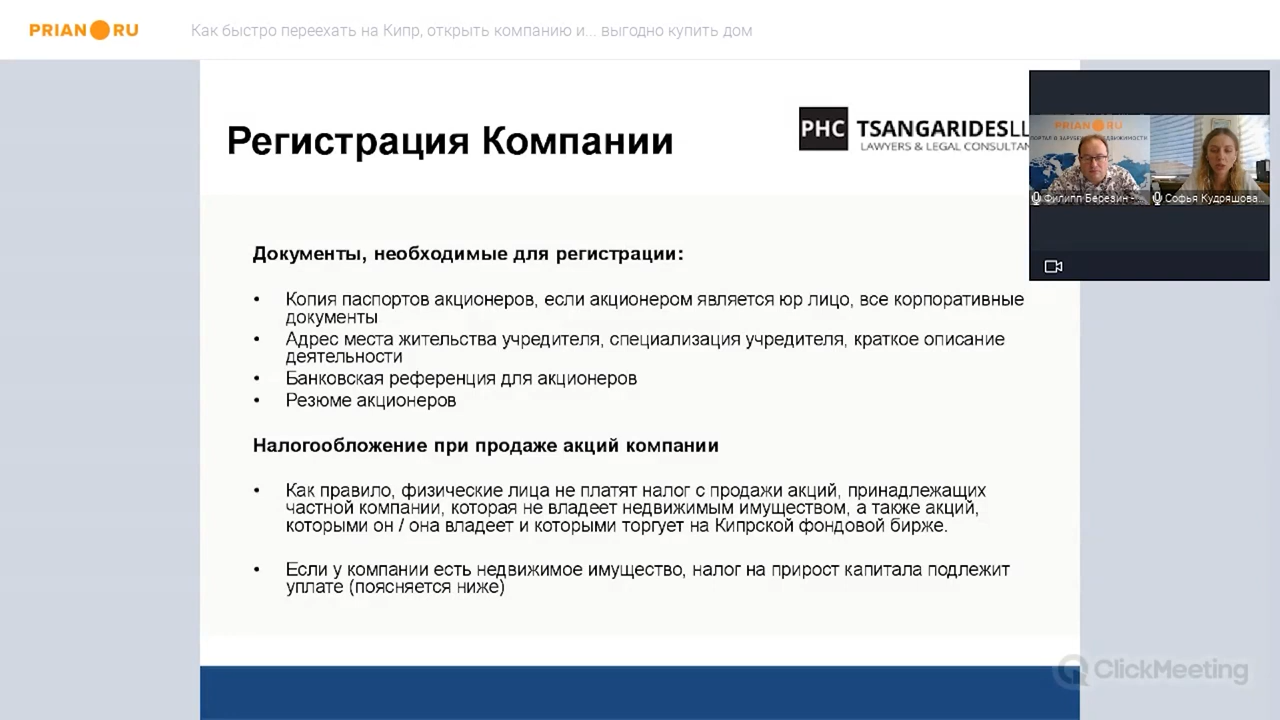 PRIAN RU
Как быстро переехать на Кипр, открыть компанию и... выгодно купить дом
Регистрация Компании
PHC TSANGARIDESLL
LAWYERS & LEGAL CONSULTAN
PRIAN RU
Филипп Березин - ...
Софья Кудряшова...
Документы, необходимые для регистрации:
• Копия паспортов акционеров, если акционером является юр лицо, все корпоративные
документы
• Адрес места жительства учредителя, специализация учредителя, краткое описание
деятельности
• Банковская референция для акционеров
• Резюме акционеров
Налогообложение при продаже акций компании
• Как правило, физические лица не платят налог с продажи акций, принадлежащих
частной компании, которая не владеет недвижимым имуществом, а также акций,
которыми он / она владеет и которыми торгует на Кипрской фондовой бирже.
• Если у компании есть недвижимое имущество, налог на прирост капитала подлежит
уплате (поясняется ниже)
ClickMeeting